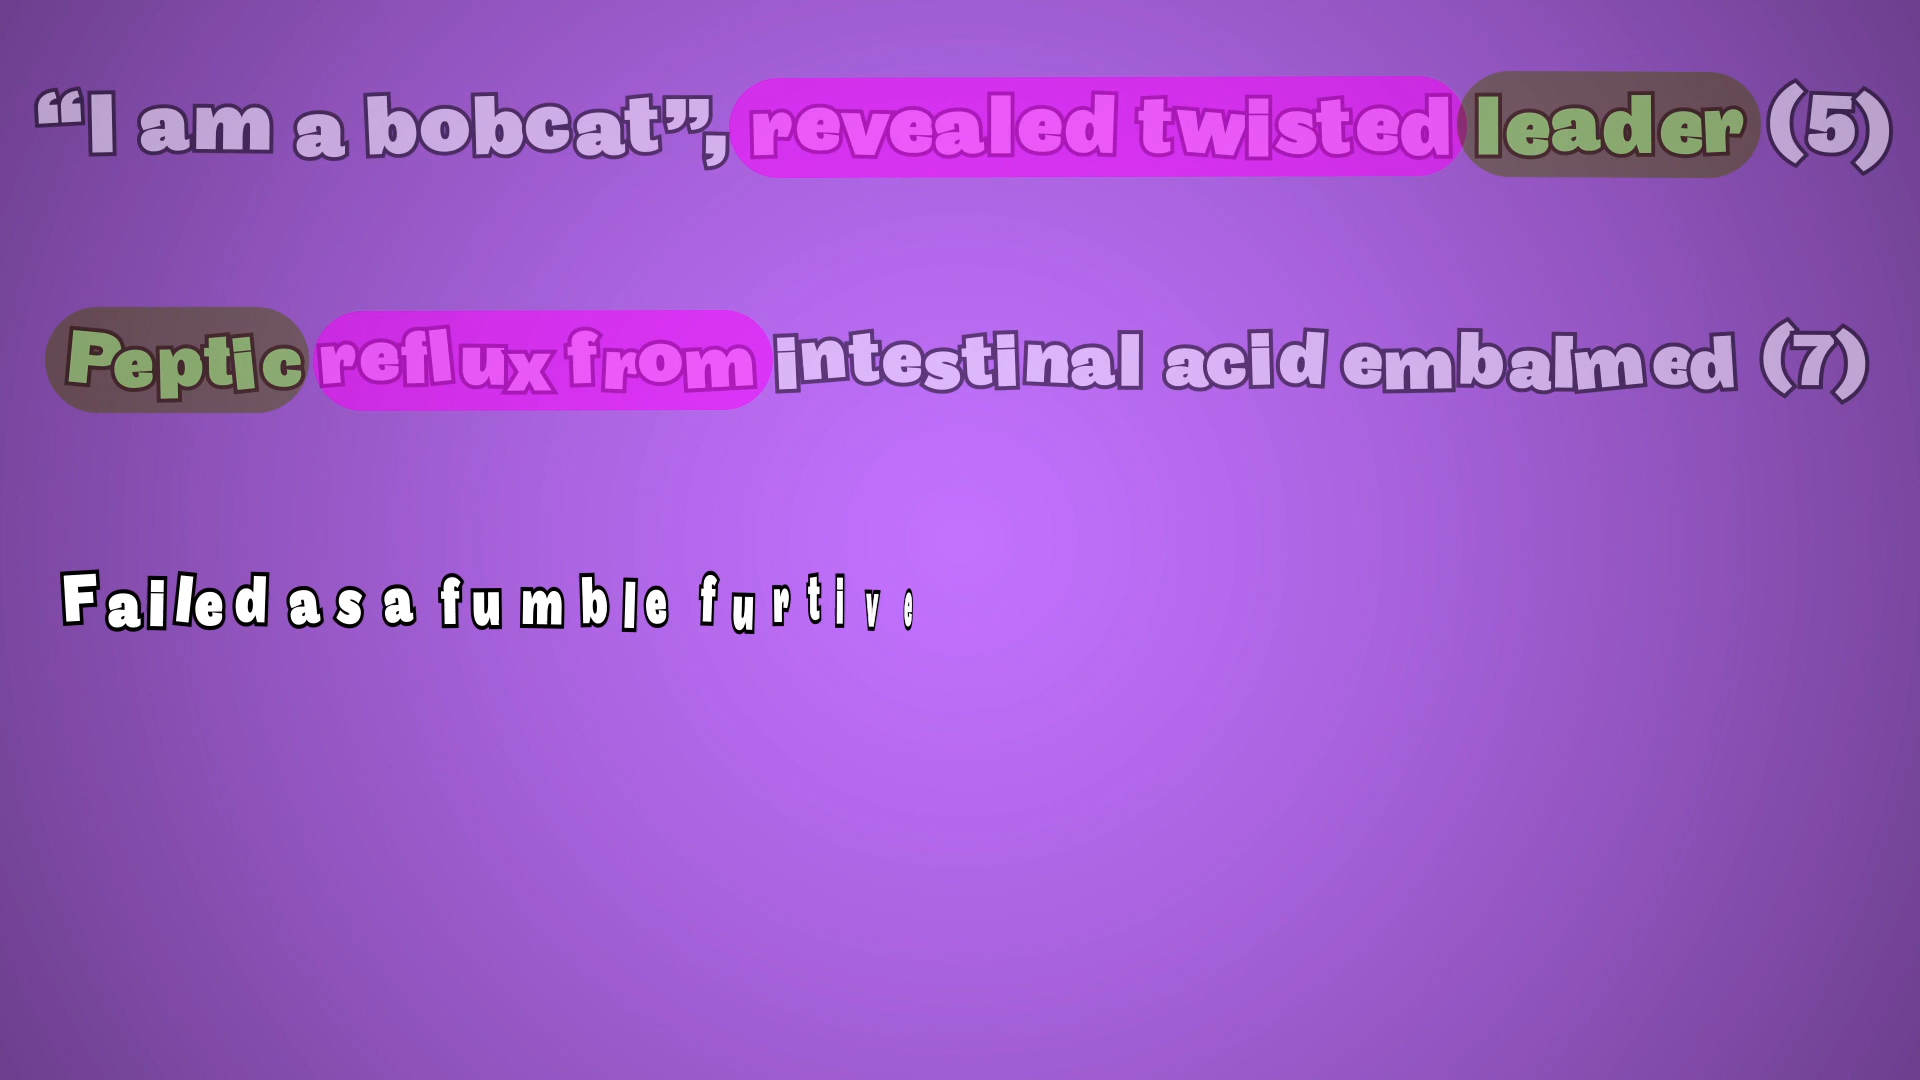 “I am a bobcat”, revealed twisted leader (5)
Peptic reflux from intestinal acid embalmed (7)
Failed as a fumble furtive